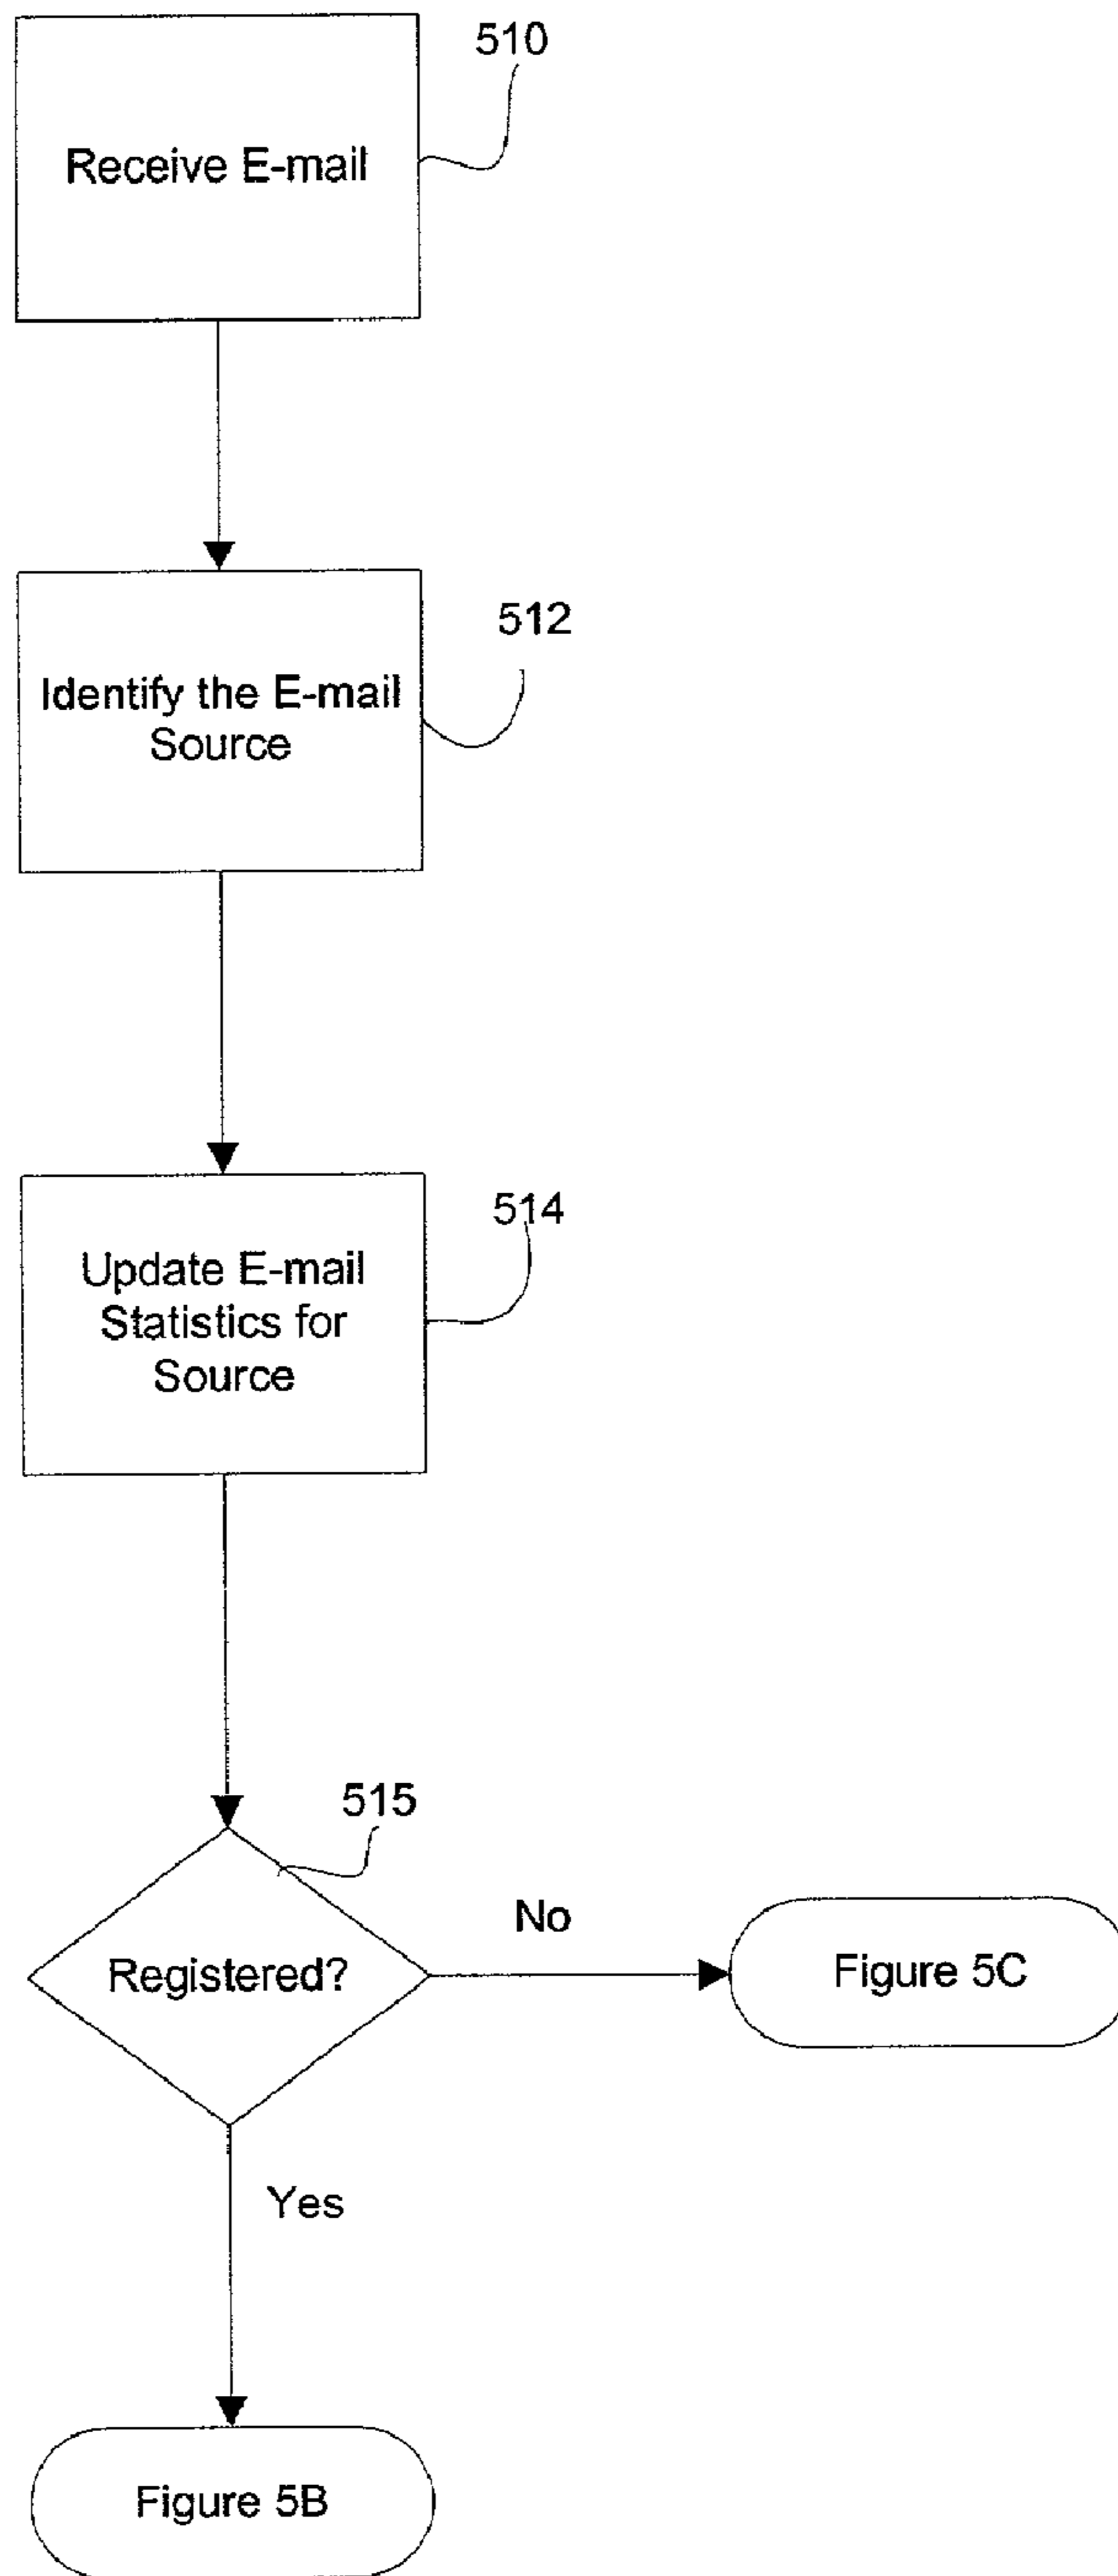 510
Receive E-mail
512
Identify the E-mail
Source
514
Update E-mail
Statistics for
Source
515
Registered?
No
Figure 5C
Yes
Figure 5B